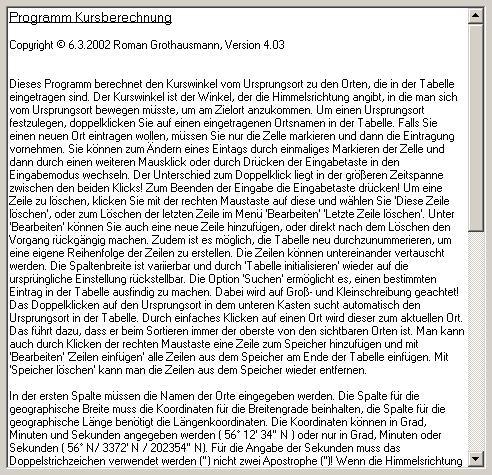 Programm Kursberechnung
Copyright © 6.3.2002 Roman Grothausmann, Version 4.03
Dieses Programm berechnet den Kurswinkel vom Ursprungsort zu den Orten, die in der Tabelle
eingetragen sind. Der Kurswinkel ist der Winkel, der die Himmelsrichtung angibt, in die man sich
vom Ursprungsort bewegen müsste, um am Zielort anzukommen. Um einen Ursprungsort
festzulegen, doppelklicken Sie auf einen eingetragenen Ortsnamen in der Tabelle. Falls Sie
einen neuen Ort eintragen wollen, müssen Sie nur die Zelle markieren und dann die Eintragung
vornehmen. Sie können zum Ändern eines Eintags durch einmaliges Markieren der Zelle und
dann durch einen weiteren Mausklick oder durch Drücken der Eingabetaste in den
Eingabemodus wechseln. Der Unterschied zum Doppelklick liegt in der größeren Zeitspanne
zwischen den beiden Klicks! Zum Beenden der Eingabe die Eingabetaste drücken! Um eine
Zeile zu löschen, klicken Sie mit der rechten Maustaste auf diese und wählen Sie 'Diese Zeile
löschen', oder zum Löschen der letzten Zeile im Menü 'Bearbeiten' 'Letzte Zeile löschen'. Unter
'Bearbeiten' können Sie auch eine neue Zeile hinzufügen, oder direkt nach dem Löschen den
Vorgang rückgängig machen. Zudem ist es möglich, die Tabelle neu durchzunummerieren, um
eine eigene Reihenfolge der Zeilen zu erstellen. Die Zeilen können untereinander vertauscht
werden. Die Spaltenbreite ist variierbar und durch 'Tabelle initialisieren' wieder auf die
ursprüngliche Einstellung rückstellbar. Die Option 'Suchen' ermöglicht es, einen bestimmten
Eintrag in der Tabelle ausfindig zu machen. Dabei wird auf Groß- und Kleinschreibung geachtet!
Das Doppelklicken auf den Ursprungsort in dem unteren Kasten sucht automatisch den
Ursprungsort in der Tabelle. Durch einfaches Klicken auf einen Ort wird dieser zum aktuellen Ort.
Das führt dazu, dass er beim Sortieren immer der oberste von den sichtbaren Orten ist. Man kann
auch durch Klicken der rechten Maustaste eine Zeile zum Speicher hinzufügen und mit
'Bearbeiten' 'Zeilen einfügen' alle Zeilen aus dem Speicher am Ende der Tabelle einfügen. Mit
'Speicher löschen' kann man die Zeilen aus dem Speicher wieder entfernen.
In der ersten Spalte müssen die Namen der Orte eingegeben werden. Die Spalte für die
geographische Breite muss die Koordinaten für die Breitengrade beinhalten, die Spalte für die
geographische Länge benötigt die Längenkoordinaten. Die Koordinaten können in Grad,
Minuten und Sekunden angegeben werden ( 56° 12' 34" N ) oder nur in Grad, Minuten oder
Sekunden ( 56° N/ 3372' N / 202354" N). Für die Angabe der Sekunden muss das
Doppelstrichzeichen verwendet werden (") nicht zwei Apostrophe (")! Wenn die Himmelsrichtung